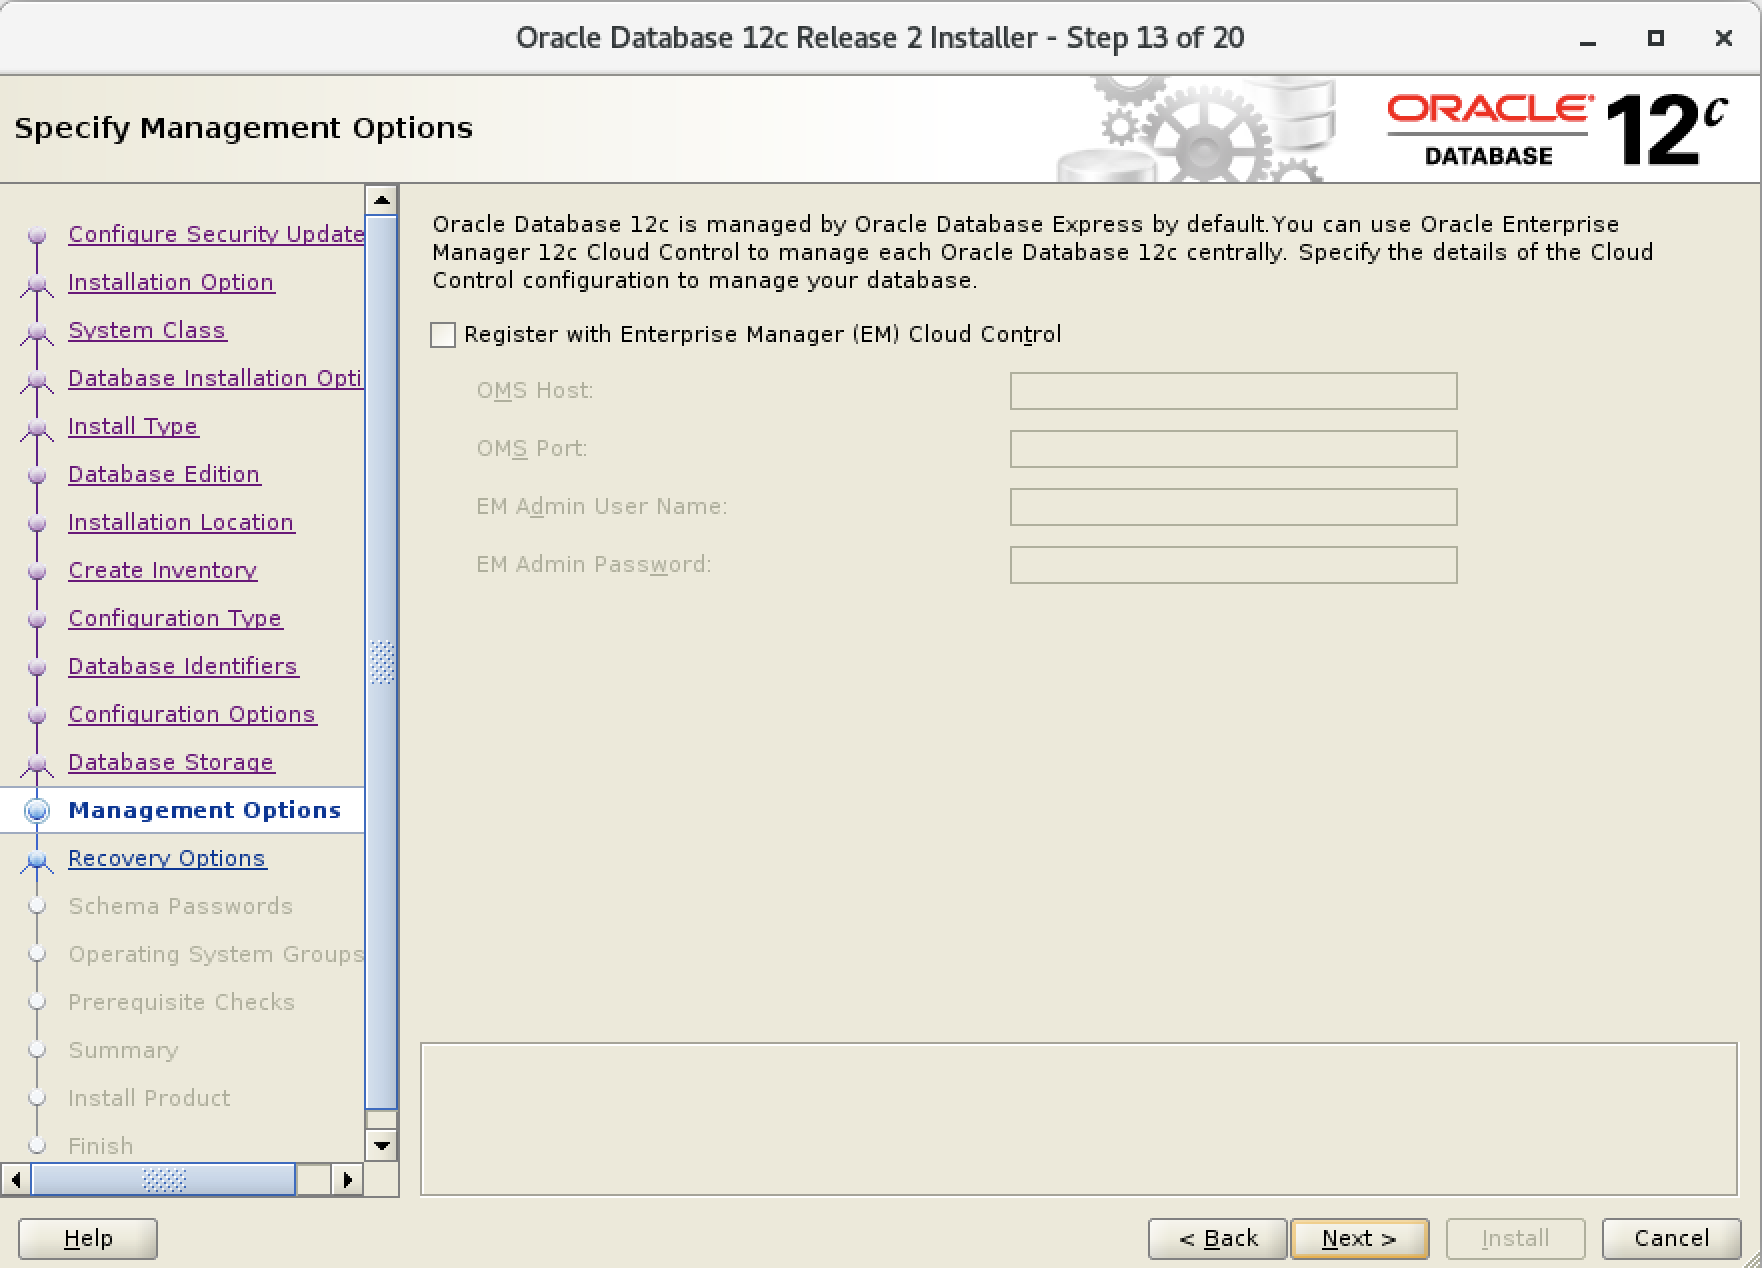 Oracle Database 12c Release 2 Installer - Step 13 of 20
Specify Management Options
ORACLE
DATABASE
12c
Configure Security Update
Installation Option
System Class
Database Installation Opti
Install Type
Database Edition
Installation Location
Create Inventory
Configuration Type
Database Identifiers
Configuration Options
Database Storage
Management Options
Recovery Options
Schema Passwords
Operating System Groups
Prerequisite Checks
Summary
Install Product
Finish
Oracle Database 12c is managed by Oracle Database Express by default.You can use Oracle Enterprise
Manager 12c Cloud Control to manage each Oracle Database 12c centrally. Specify the details of the Cloud
Control configuration to manage your database.
Register with Enterprise Manager (EM) Cloud Control
OMS Host:
OMS Port:
EM Admin User Name:
EM Admin Password:
Help
< Back
Next >
Install
Cancel